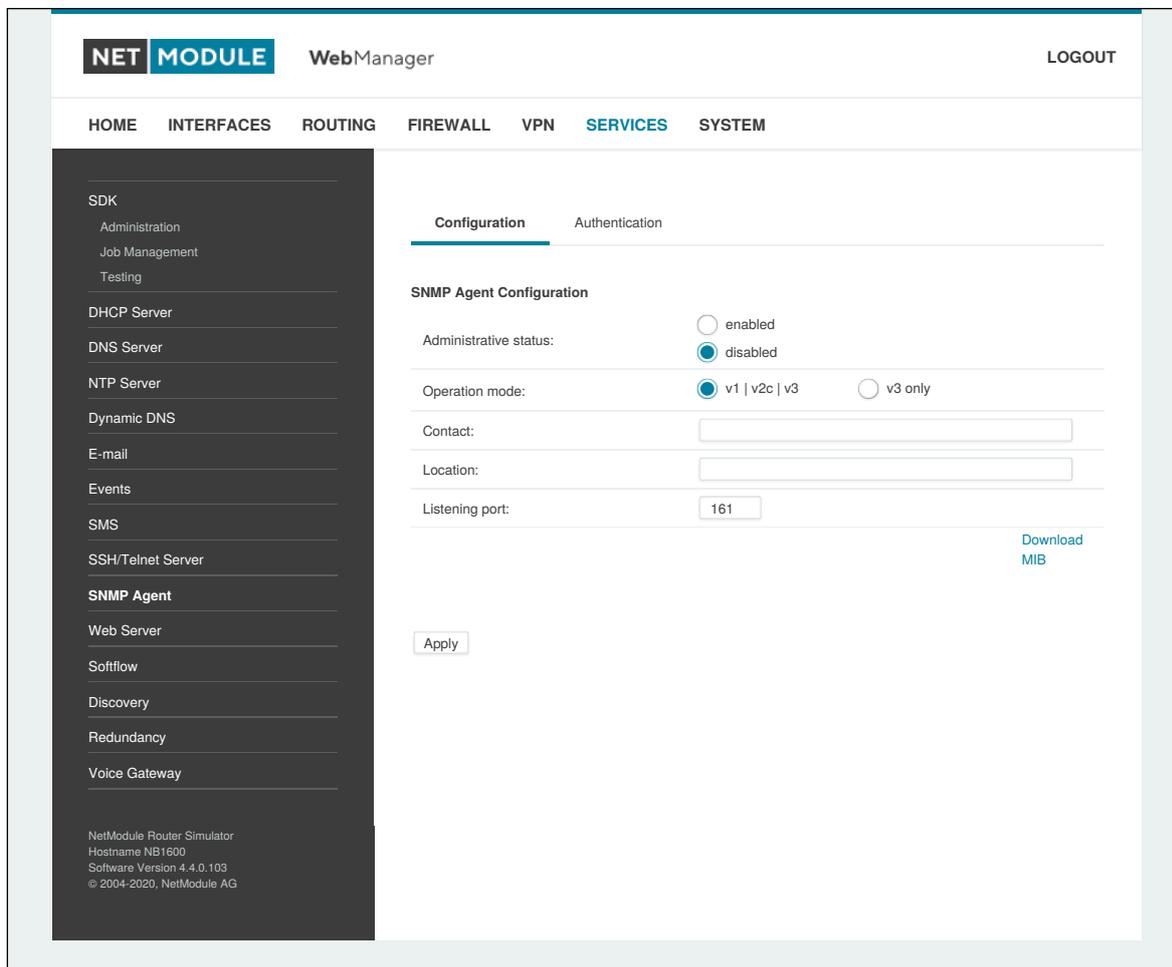 NET MODULE WebManager LOGOUT
HOME INTERFACES ROUTING FIREWALL VPN SERVICES SYSTEM
SDK
Administration
Job Management
Testing
DHCP Server
DNS Server
NTP Server
Dynamic DNS
E-mail
Events
SMS
SSH/Telnet Server
SNMP Agent
Web Server
Softflow
Discovery
Redundancy
Voice Gateway
NetModule Router Simulator
Hostname NB1600
Software Version 4.4.0.103
© 2004-2020, NetModule AG
Configuration Authentication
SNMP Agent Configuration
Administrative status: enabled
disabled
Operation mode: v1 | v2c | v3 v3 only
Contact:
Location:
Listening port: 161
Download
MIB
Apply